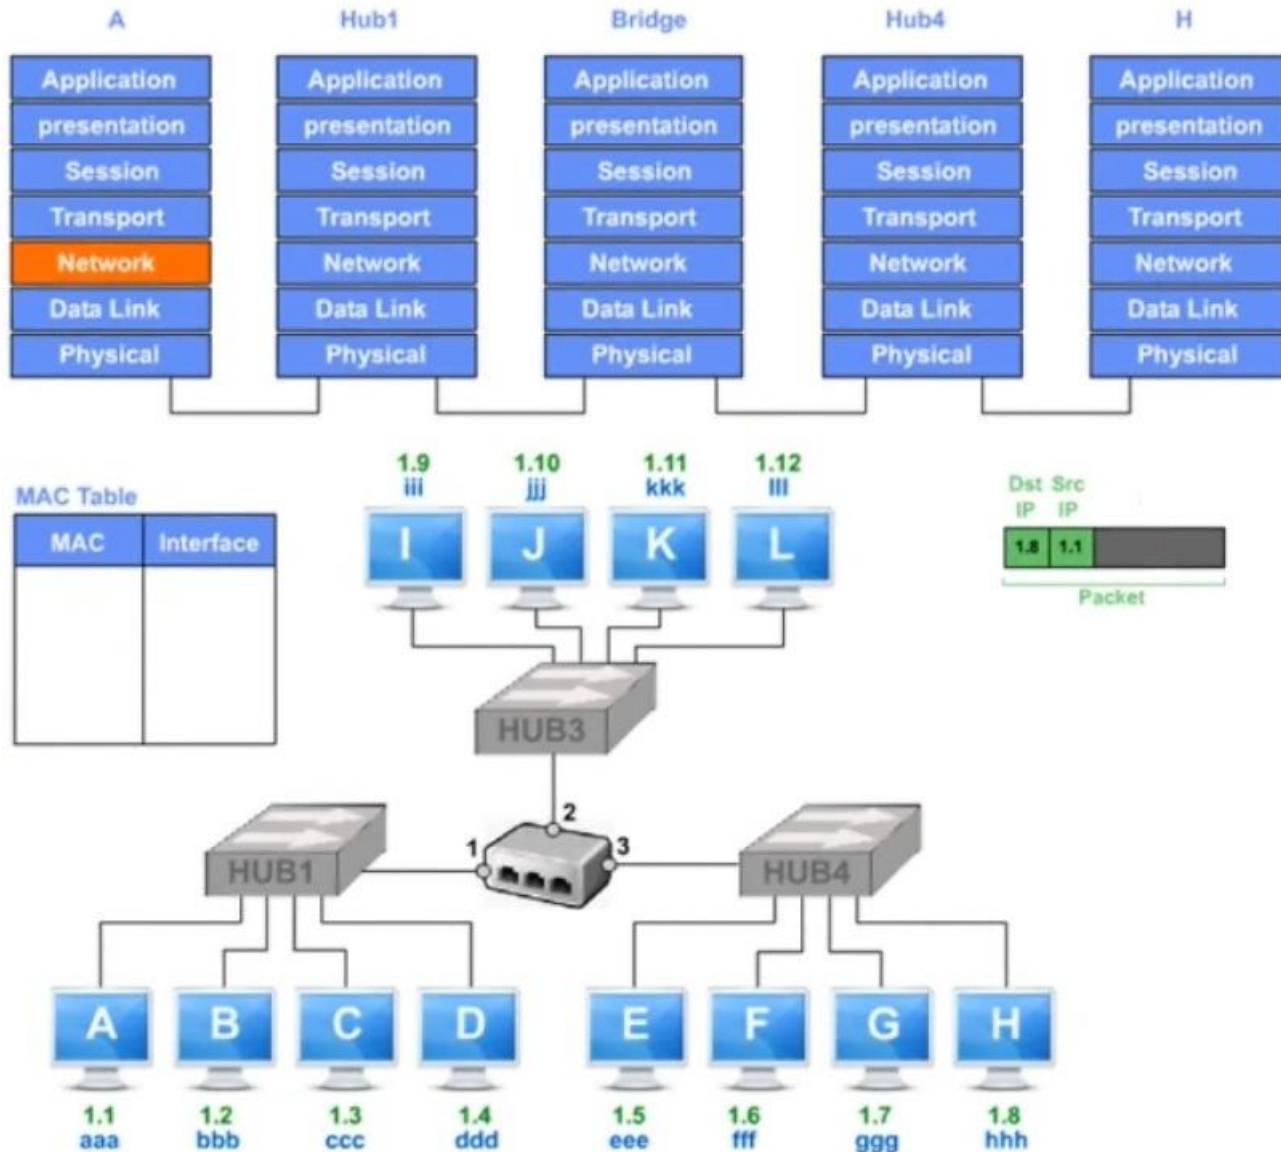 A Hub1 Bridge Hub4 H
Application Application Application Application Application
presentation presentation presentation presentation presentation
Session Session Session Session Session
Transport Transport Transport Transport Transport
Network Network Network Network Network
Data Link Data Link Data Link Data Link Data Link
Physical Physical Physical Physical Physical
1.9 1.10 1.11 1.12
iii jjj kkk lll
I J K L
MAC Table
MAC Interface
Dst Src
IP IP
1.8 1.1
Packet
HUB3
2
1 3
HUB1 HUB4
A B C D E F G H
1.1 1.2 1.3 1.4 1.5 1.6 1.7 1.8
aaa bbb ccc ddd eee fff ggg hhh